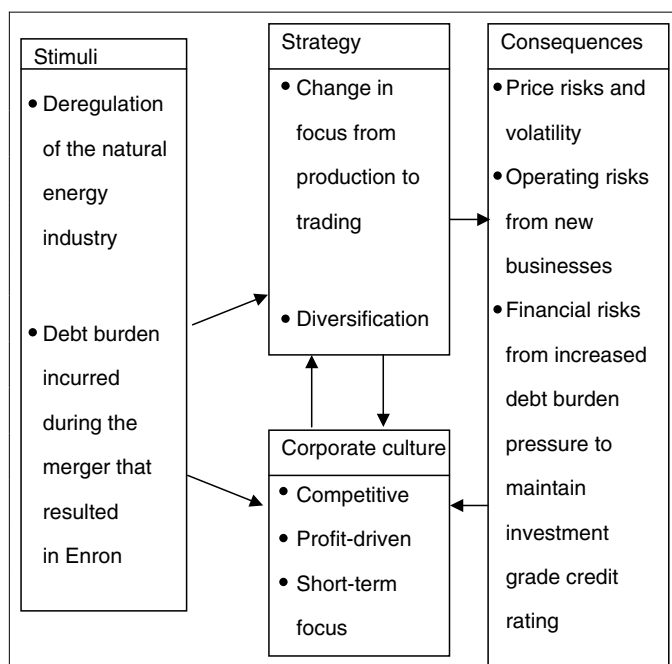 Stimuli
• Deregulation
of the natural
energy
industry
• Debt burden
incurred
during the
merger that
resulted
in Enron
Strategy
• Change in
focus from
production to
trading
• Diversification
Corporate culture
• Competitive
• Profit-driven
• Short-term
focus
Consequences
• Price risks and
volatility
• Operating risks
from new
businesses
• Financial risks
from increased
debt burden
pressure to
maintain
investment
grade credit
rating